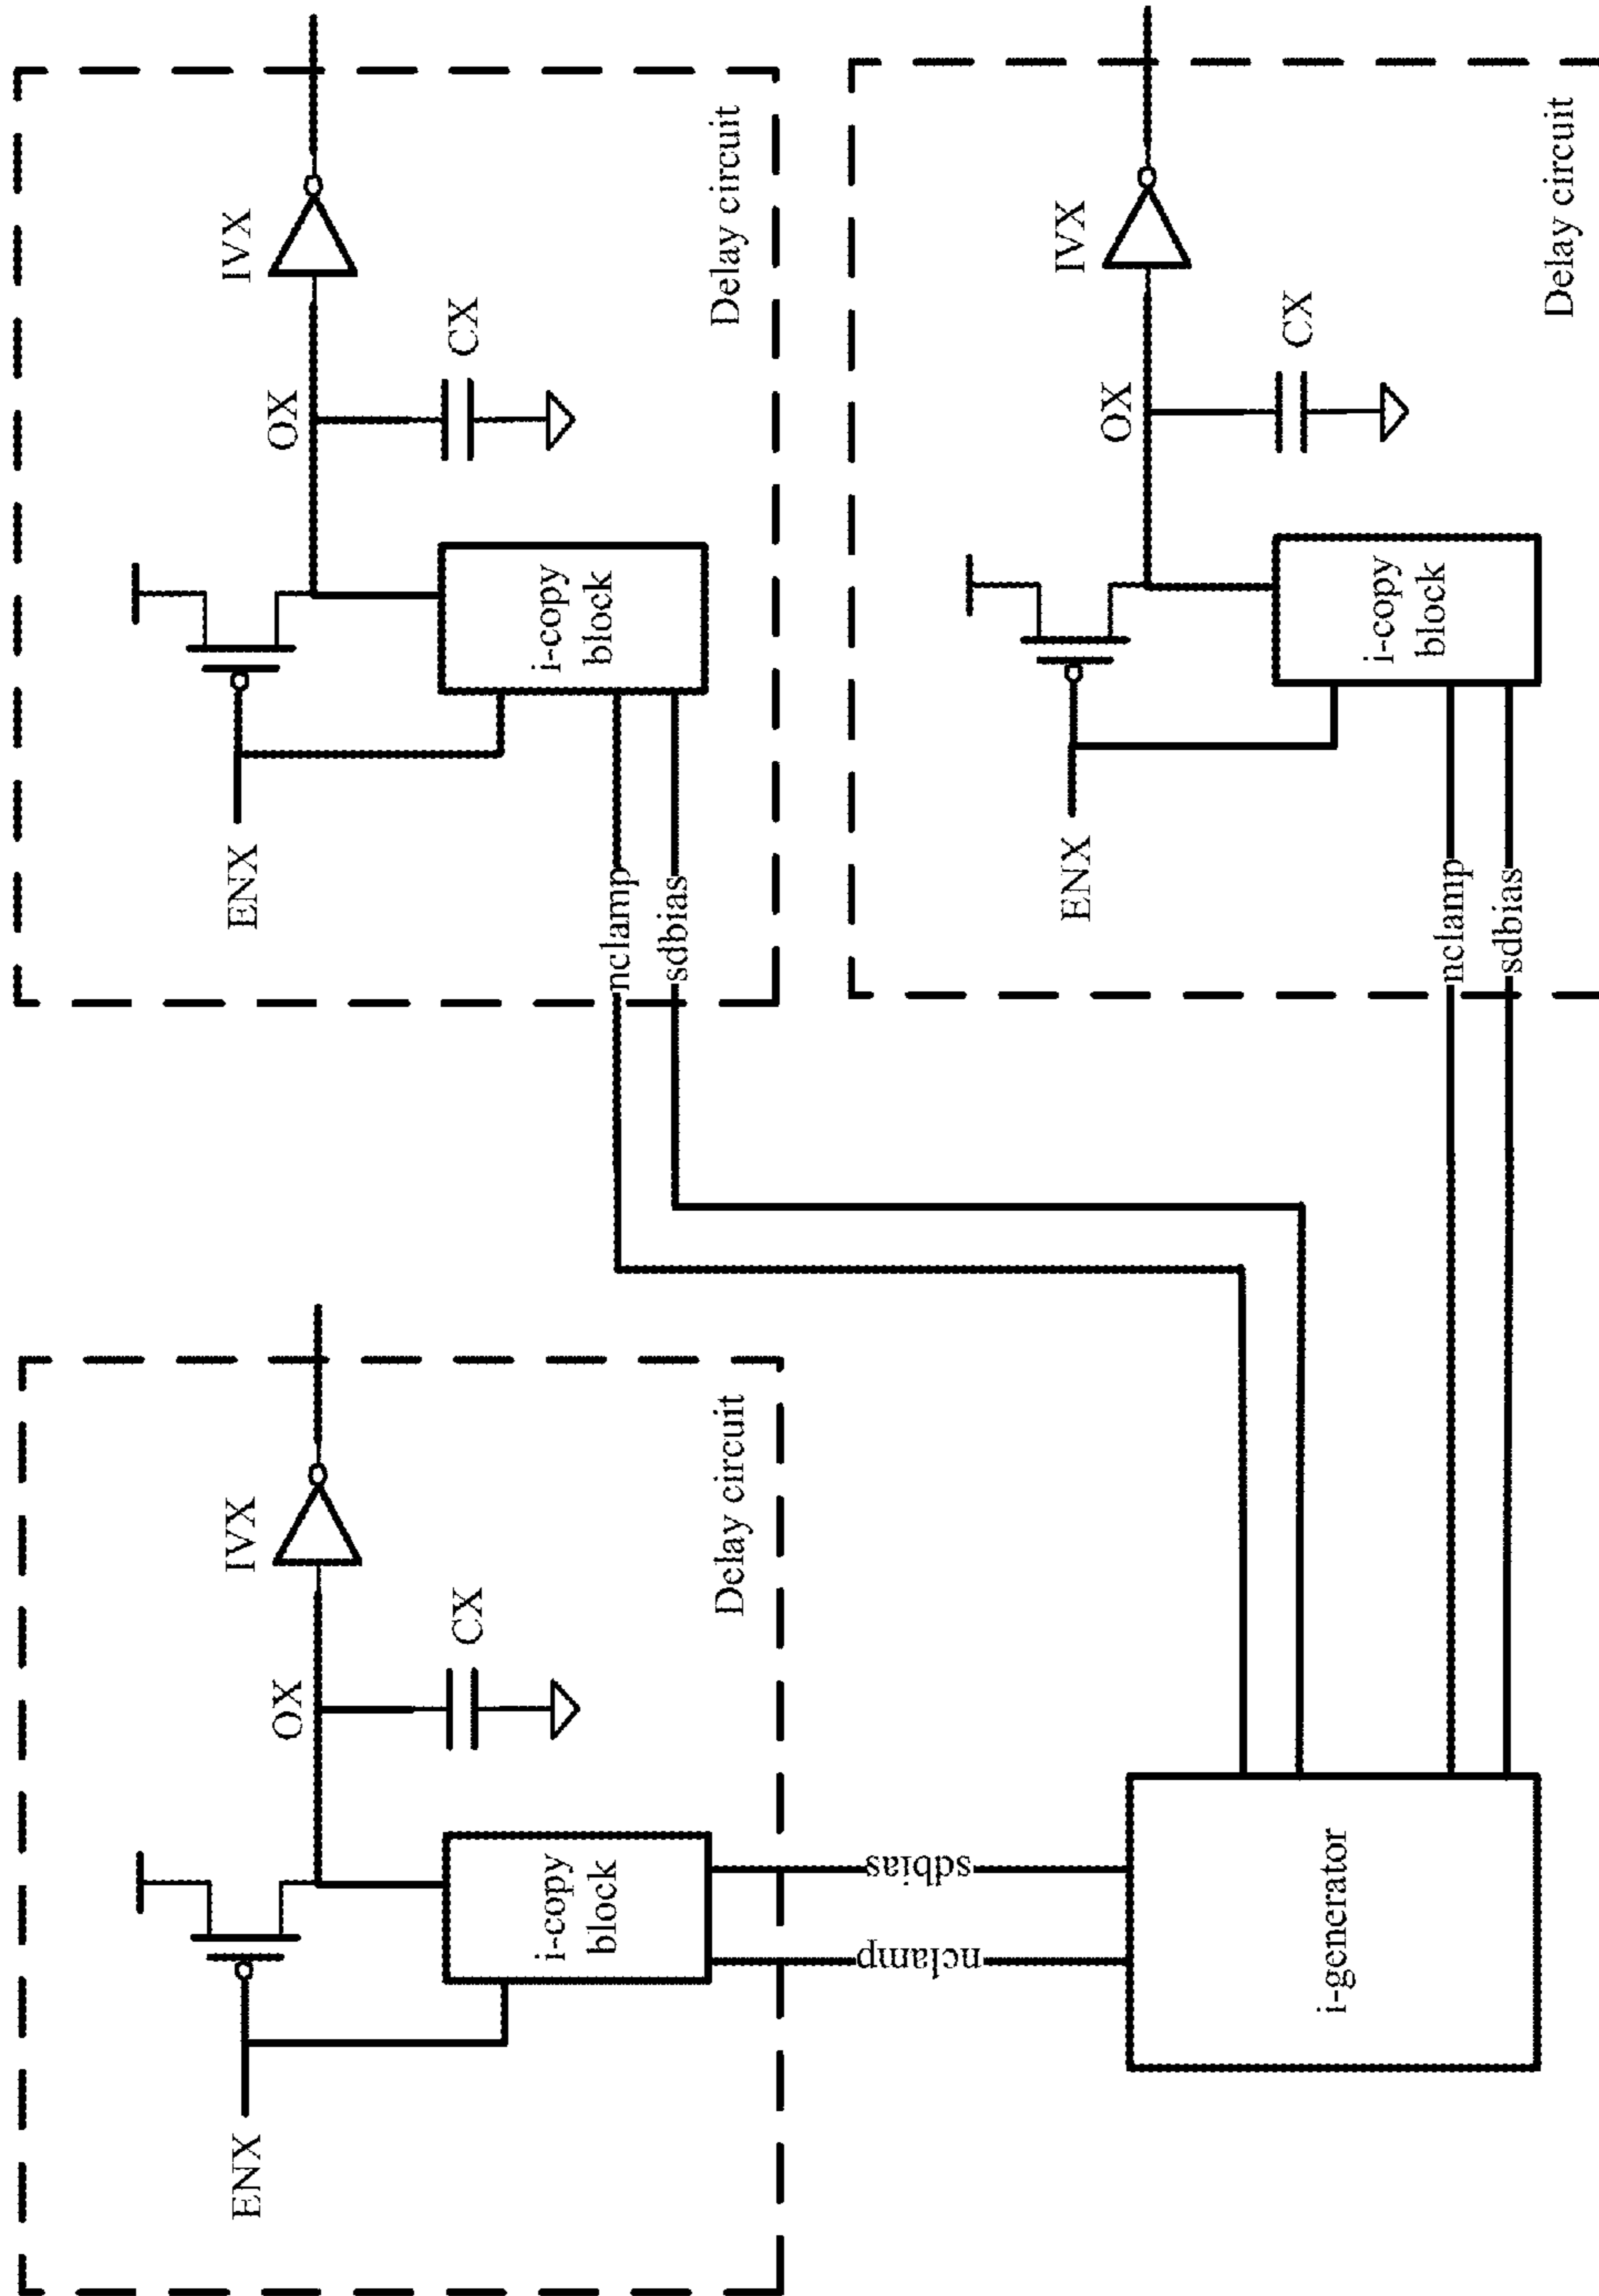 ENX
OX
IVX
CX
i-copy
block
Delay circuit
nclamp
sdbias
ENX
OX
IVX
CX
i-copy
block
Delay circuit
nclamp
sdbias
i-generator
ENX
OX
IVX
CX
i-copy
block
Delay circuit
nclamp
sdbias